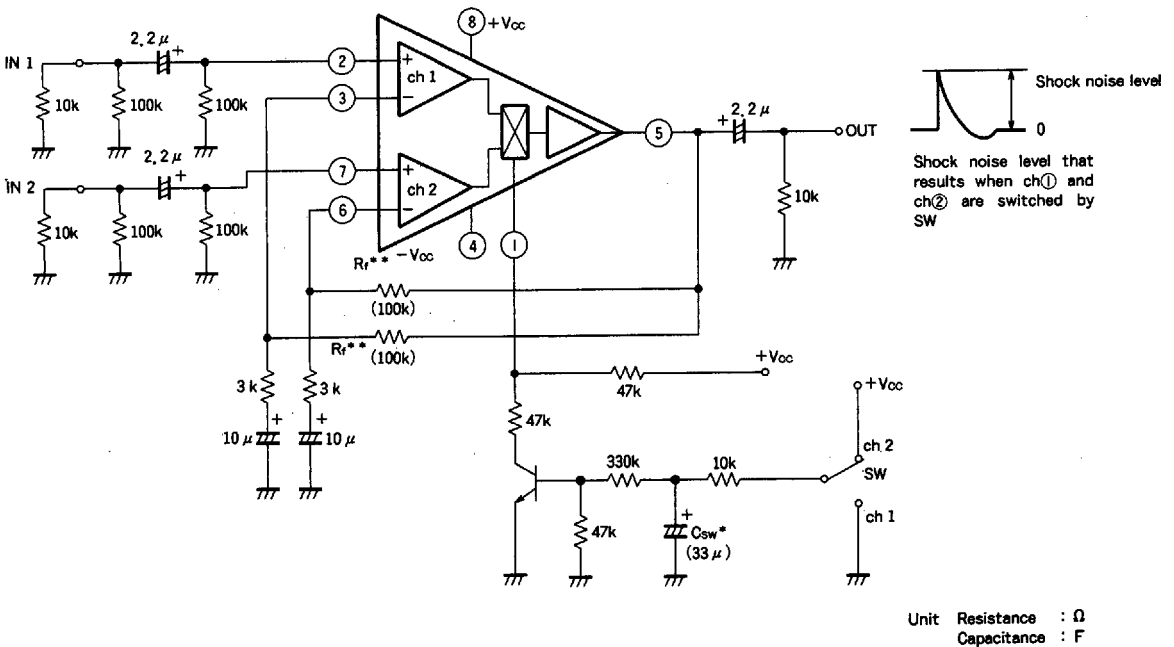 8 +Vcc
2.2μ +
IN 1
2 + ch 1
3 −
10k 100k 100k
Shock noise level
0
2.2μ +
5
+ 2.2μ
OUT
IN 2
7 + ch 2
6 −
10k 100k 100k
10k
Shock noise level that
results when ch① and
ch② are switched by
SW
4 1
Rf** −Vcc
(100k)
Rf** (100k)
47k +Vcc
3k 3k
+ +
10μ 10μ
47k
+Vcc
ch 2
SW
ch 1
330k 10k
47k
+
Csw*
(33μ)
Unit Resistance : Ω
Capacitance : F